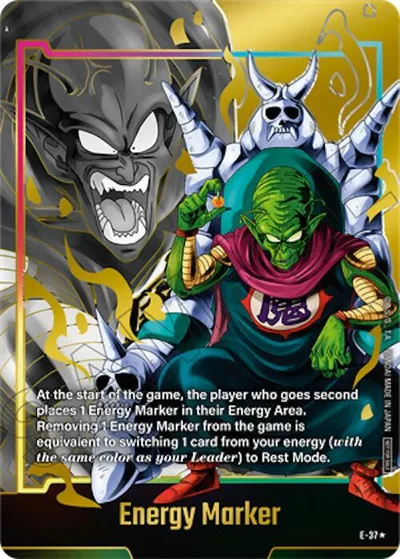 魔
At the start of the game, the player who goes second
places 1 Energy Marker in their Energy Area.
Removing 1 Energy Marker from the game is
equivalent to switching 1 card from your energy (with
the same color as your Leader) to Rest Mode.
Energy Marker
E-37★
BANDAI MADE IN JAPAN